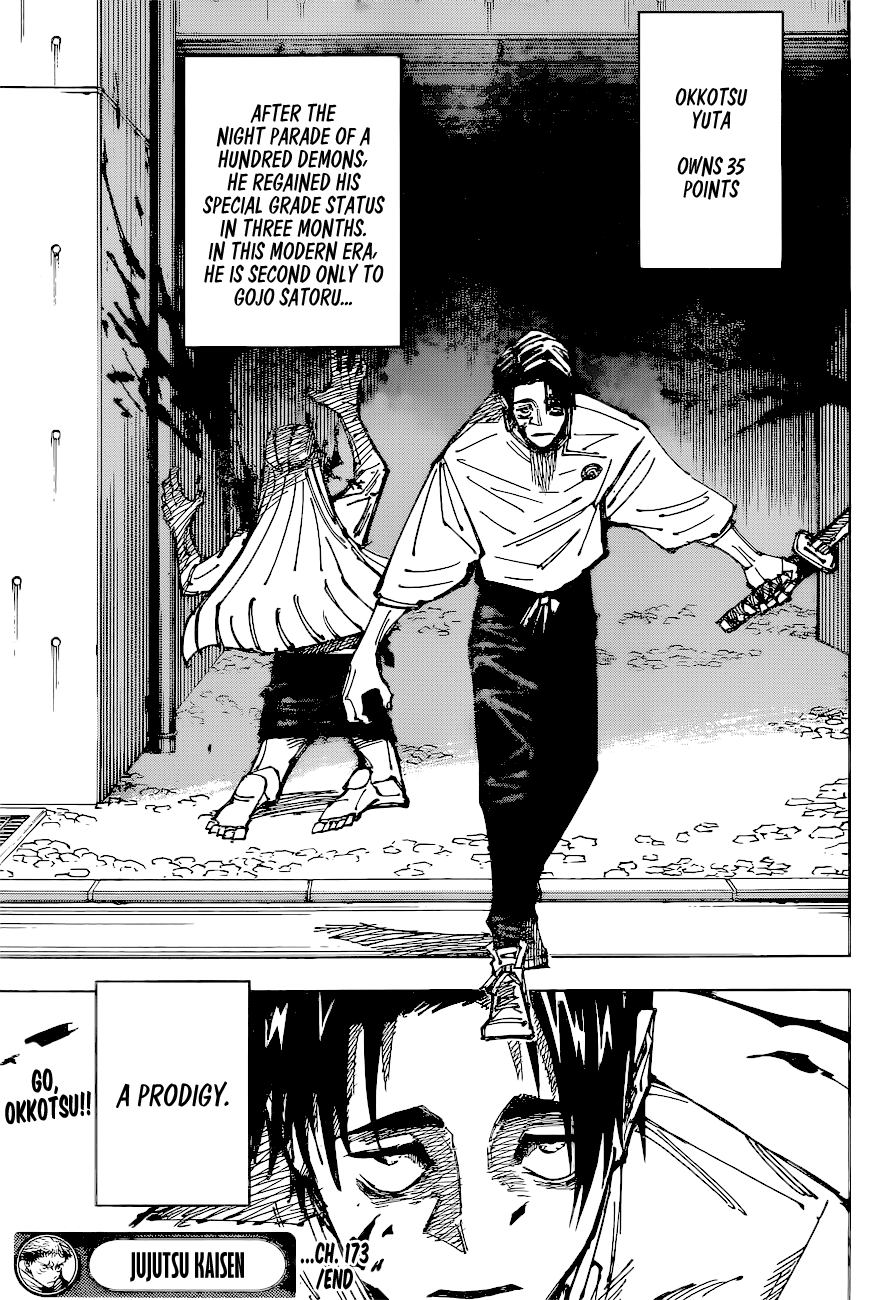 OKKOTSU
YUTA
OWNS 35
POINTS
AFTER THE
NIGHT PARADE OF A
HUNDRED DEMONS,
HE REGAINED HIS
SPECIAL GRADE STATUS
IN THREE MONTHS.
IN THIS MODERN ERA,
HE IS SECOND ONLY TO
GOJO SATORU...
A PRODIGY.
GO,
OKKOTSU!!
JUJUTSU KAISEN
...CH. 173
/END